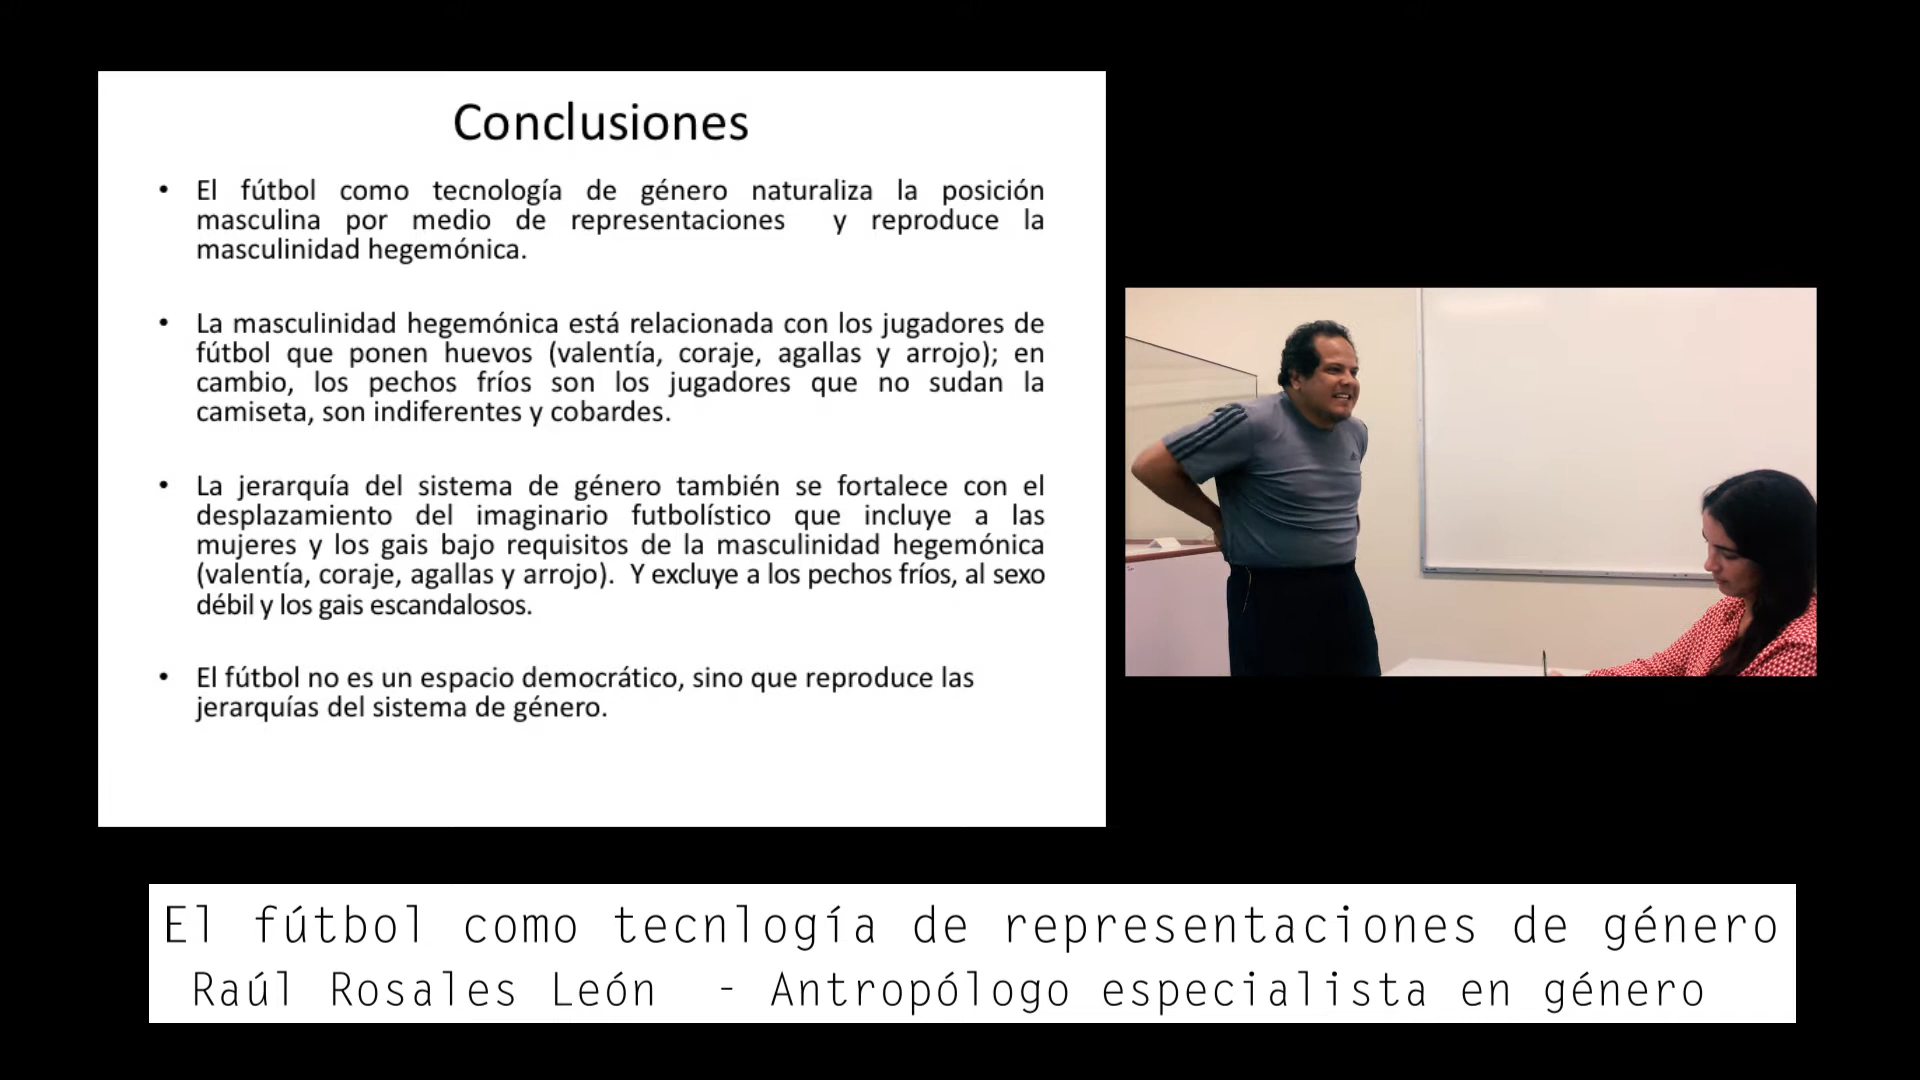 Conclusiones
• El fútbol como tecnología de género naturaliza la posición
masculina por medio de representaciones y reproduce la
masculinidad hegemónica.
• La masculinidad hegemónica está relacionada con los jugadores de
fútbol que ponen huevos (valentía, coraje, agallas y arrojo); en
cambio, los pechos fríos son los jugadores que no sudan la
camiseta, son indiferentes y cobardes.
• La jerarquía del sistema de género también se fortalece con el
desplazamiento del imaginario futbolístico que incluye a las
mujeres y los gais bajo requisitos de la masculinidad hegemónica
(valentía, coraje, agallas y arrojo). Y excluye a los pechos fríos, al sexo
débil y los gais escandalosos.
• El fútbol no es un espacio democrático, sino que reproduce las
jerarquías del sistema de género.
El fútbol como tecnlogía de representaciones de género
Raúl Rosales León - Antropólogo especialista en género